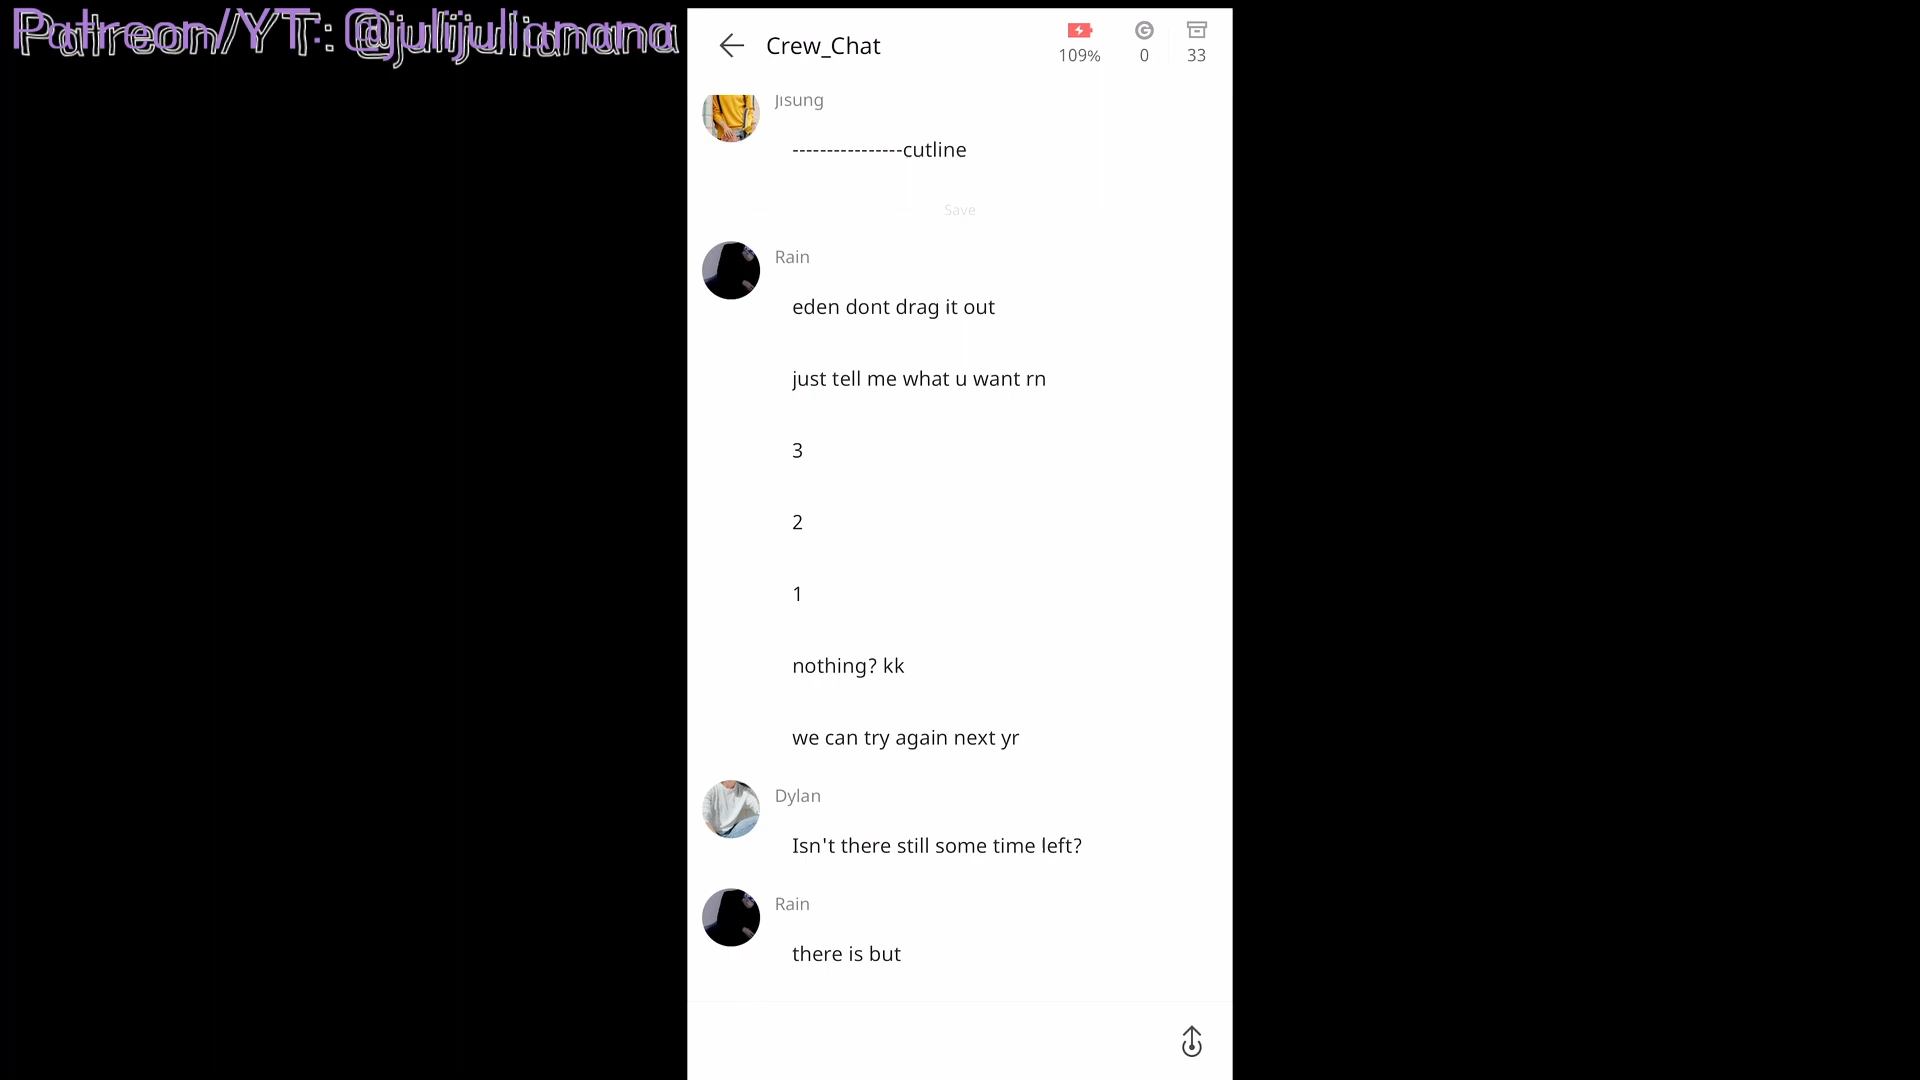 Patreon/YT: @julijulianana
Crew_Chat
109%
0
33
Jisung
----------------cutline
Save
Rain
eden dont drag it out
just tell me what u want rn
3
2
1
nothing? kk
we can try again next yr
Dylan
Isn't there still some time left?
Rain
there is but